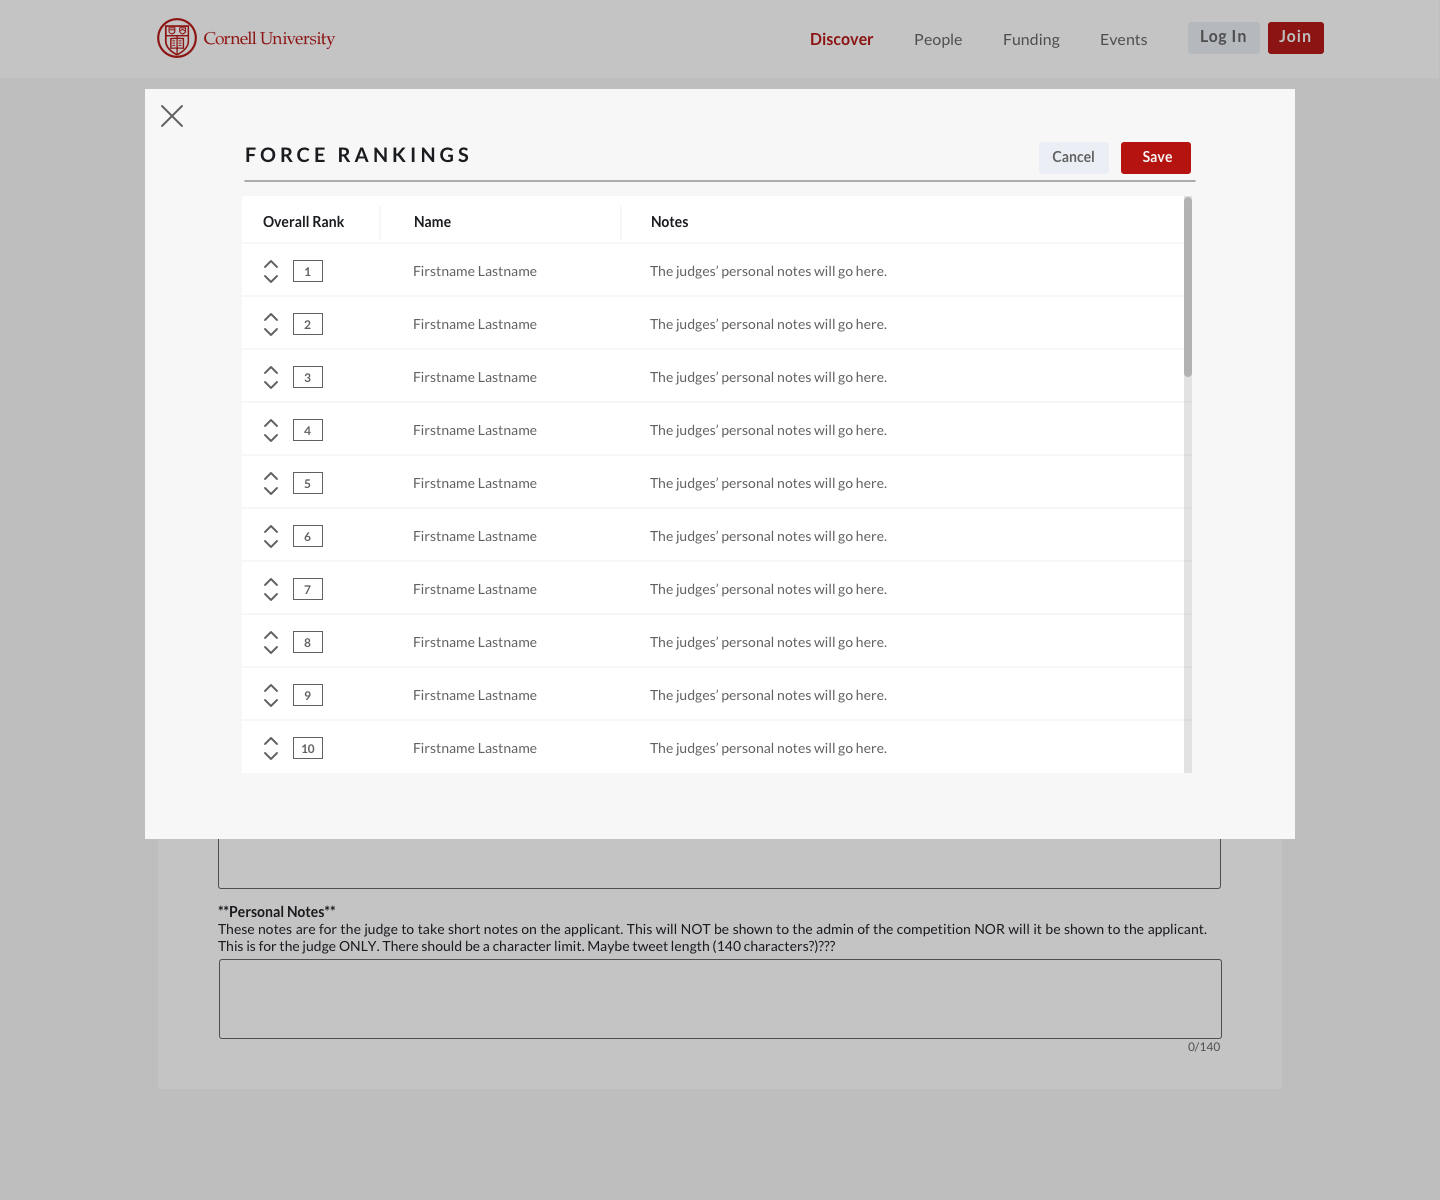 Cornell University
Discover People Funding Events Log In Join
FORCE RANKINGS
Cancel Save
Overall Rank Name Notes
1 Firstname Lastname The judges’ personal notes will go here.
2 Firstname Lastname The judges’ personal notes will go here.
3 Firstname Lastname The judges’ personal notes will go here.
4 Firstname Lastname The judges’ personal notes will go here.
5 Firstname Lastname The judges’ personal notes will go here.
6 Firstname Lastname The judges’ personal notes will go here.
7 Firstname Lastname The judges’ personal notes will go here.
8 Firstname Lastname The judges’ personal notes will go here.
9 Firstname Lastname The judges’ personal notes will go here.
10 Firstname Lastname The judges’ personal notes will go here.
**Personal Notes**
These notes are for the judge to take short notes on the applicant. This will NOT be shown to the admin of the competition NOR will it be shown to the applicant.
This is for the judge ONLY. There should be a character limit. Maybe tweet length (140 characters?)???
0/140